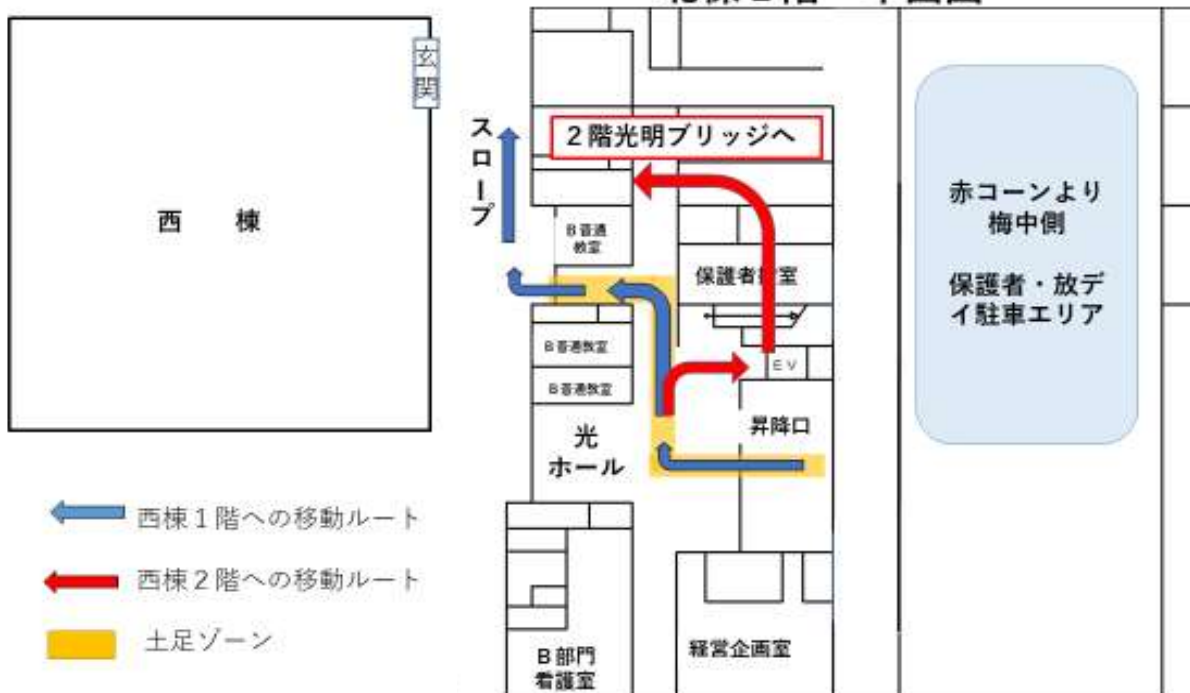 玄
関
西 棟
スロープ
2階光明ブリッジへ
B普通
教室
保護者 室
B普通教室
B普通教室
EV
昇降口
光
ホール
赤コーンより
梅中側
保護者・放デ
イ駐車エリア
西棟1階への移動ルート
西棟2階への移動ルート
土足ゾーン
B部門
看護室
経営企画室